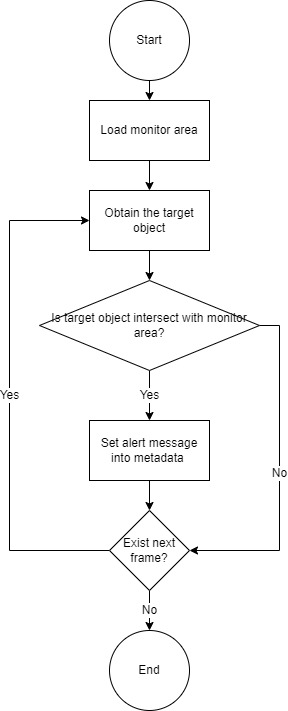 Start
Load monitor area
Obtain the target
object
Is target object intersect with monitor
area?
Yes
Yes
Set alert message
into metadata
No
Exist next
frame?
No
End